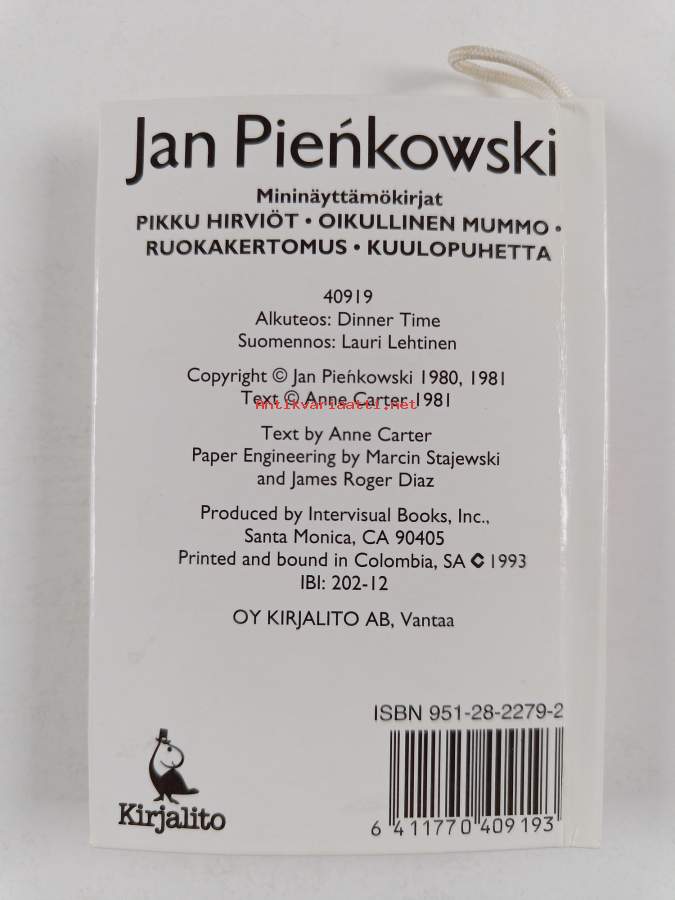 Jan Pieńkowski
Mininäyttämökirjat
PIKKU HIRVIÖT • OIKULLINEN MUMMO •
RUOKAKERTOMUS • KUULOPUHETTA
40919
Alkuteos: Dinner Time
Suomennos: Lauri Lehtinen
Copyright © Jan Pieńkowski 1980, 1981
Text © Anne Carter 1981
Antikvariaatti.net
Text by Anne Carter
Paper Engineering by Marcin Stajewski
and James Roger Diaz
Produced by Intervisual Books, Inc.,
Santa Monica, CA 90405
Printed and bound in Colombia, SA 1993
IBI: 202-12
OY KIRJALITO AB, Vantaa
ISBN 951-28-2279-2
Kirjalito
6 411770 409193